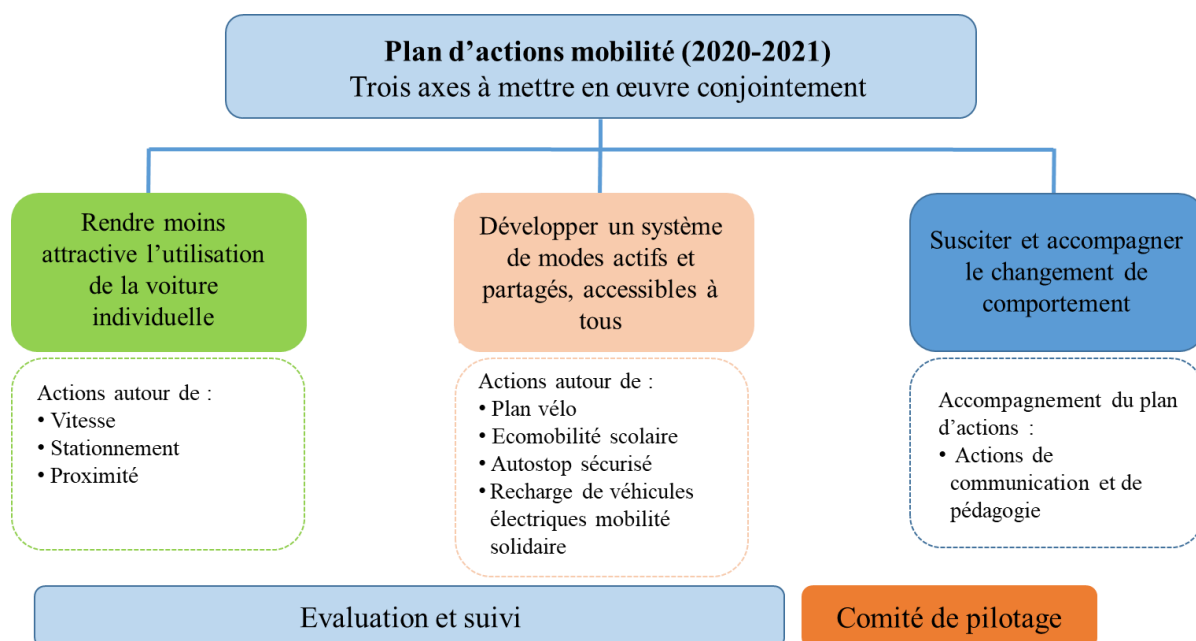 Plan d’actions mobilité (2020-2021)
Trois axes à mettre en œuvre conjointement
Rendre moins
attractive l’utilisation
de la voiture
individuelle
Actions autour de :
• Vitesse
• Stationnement
• Proximité
Développer un système
de modes actifs et
partagés, accessibles à
tous
Actions autour de :
• Plan vélo
• Ecomobilité scolaire
• Autostop sécurisé
• Recharge de véhicules
électriques mobilité
solidaire
Susciter et accompagner
le changement de
comportement
Accompagnement du plan
d’actions :
• Actions de
communication et de
pédagogie
Evaluation et suivi
Comité de pilotage